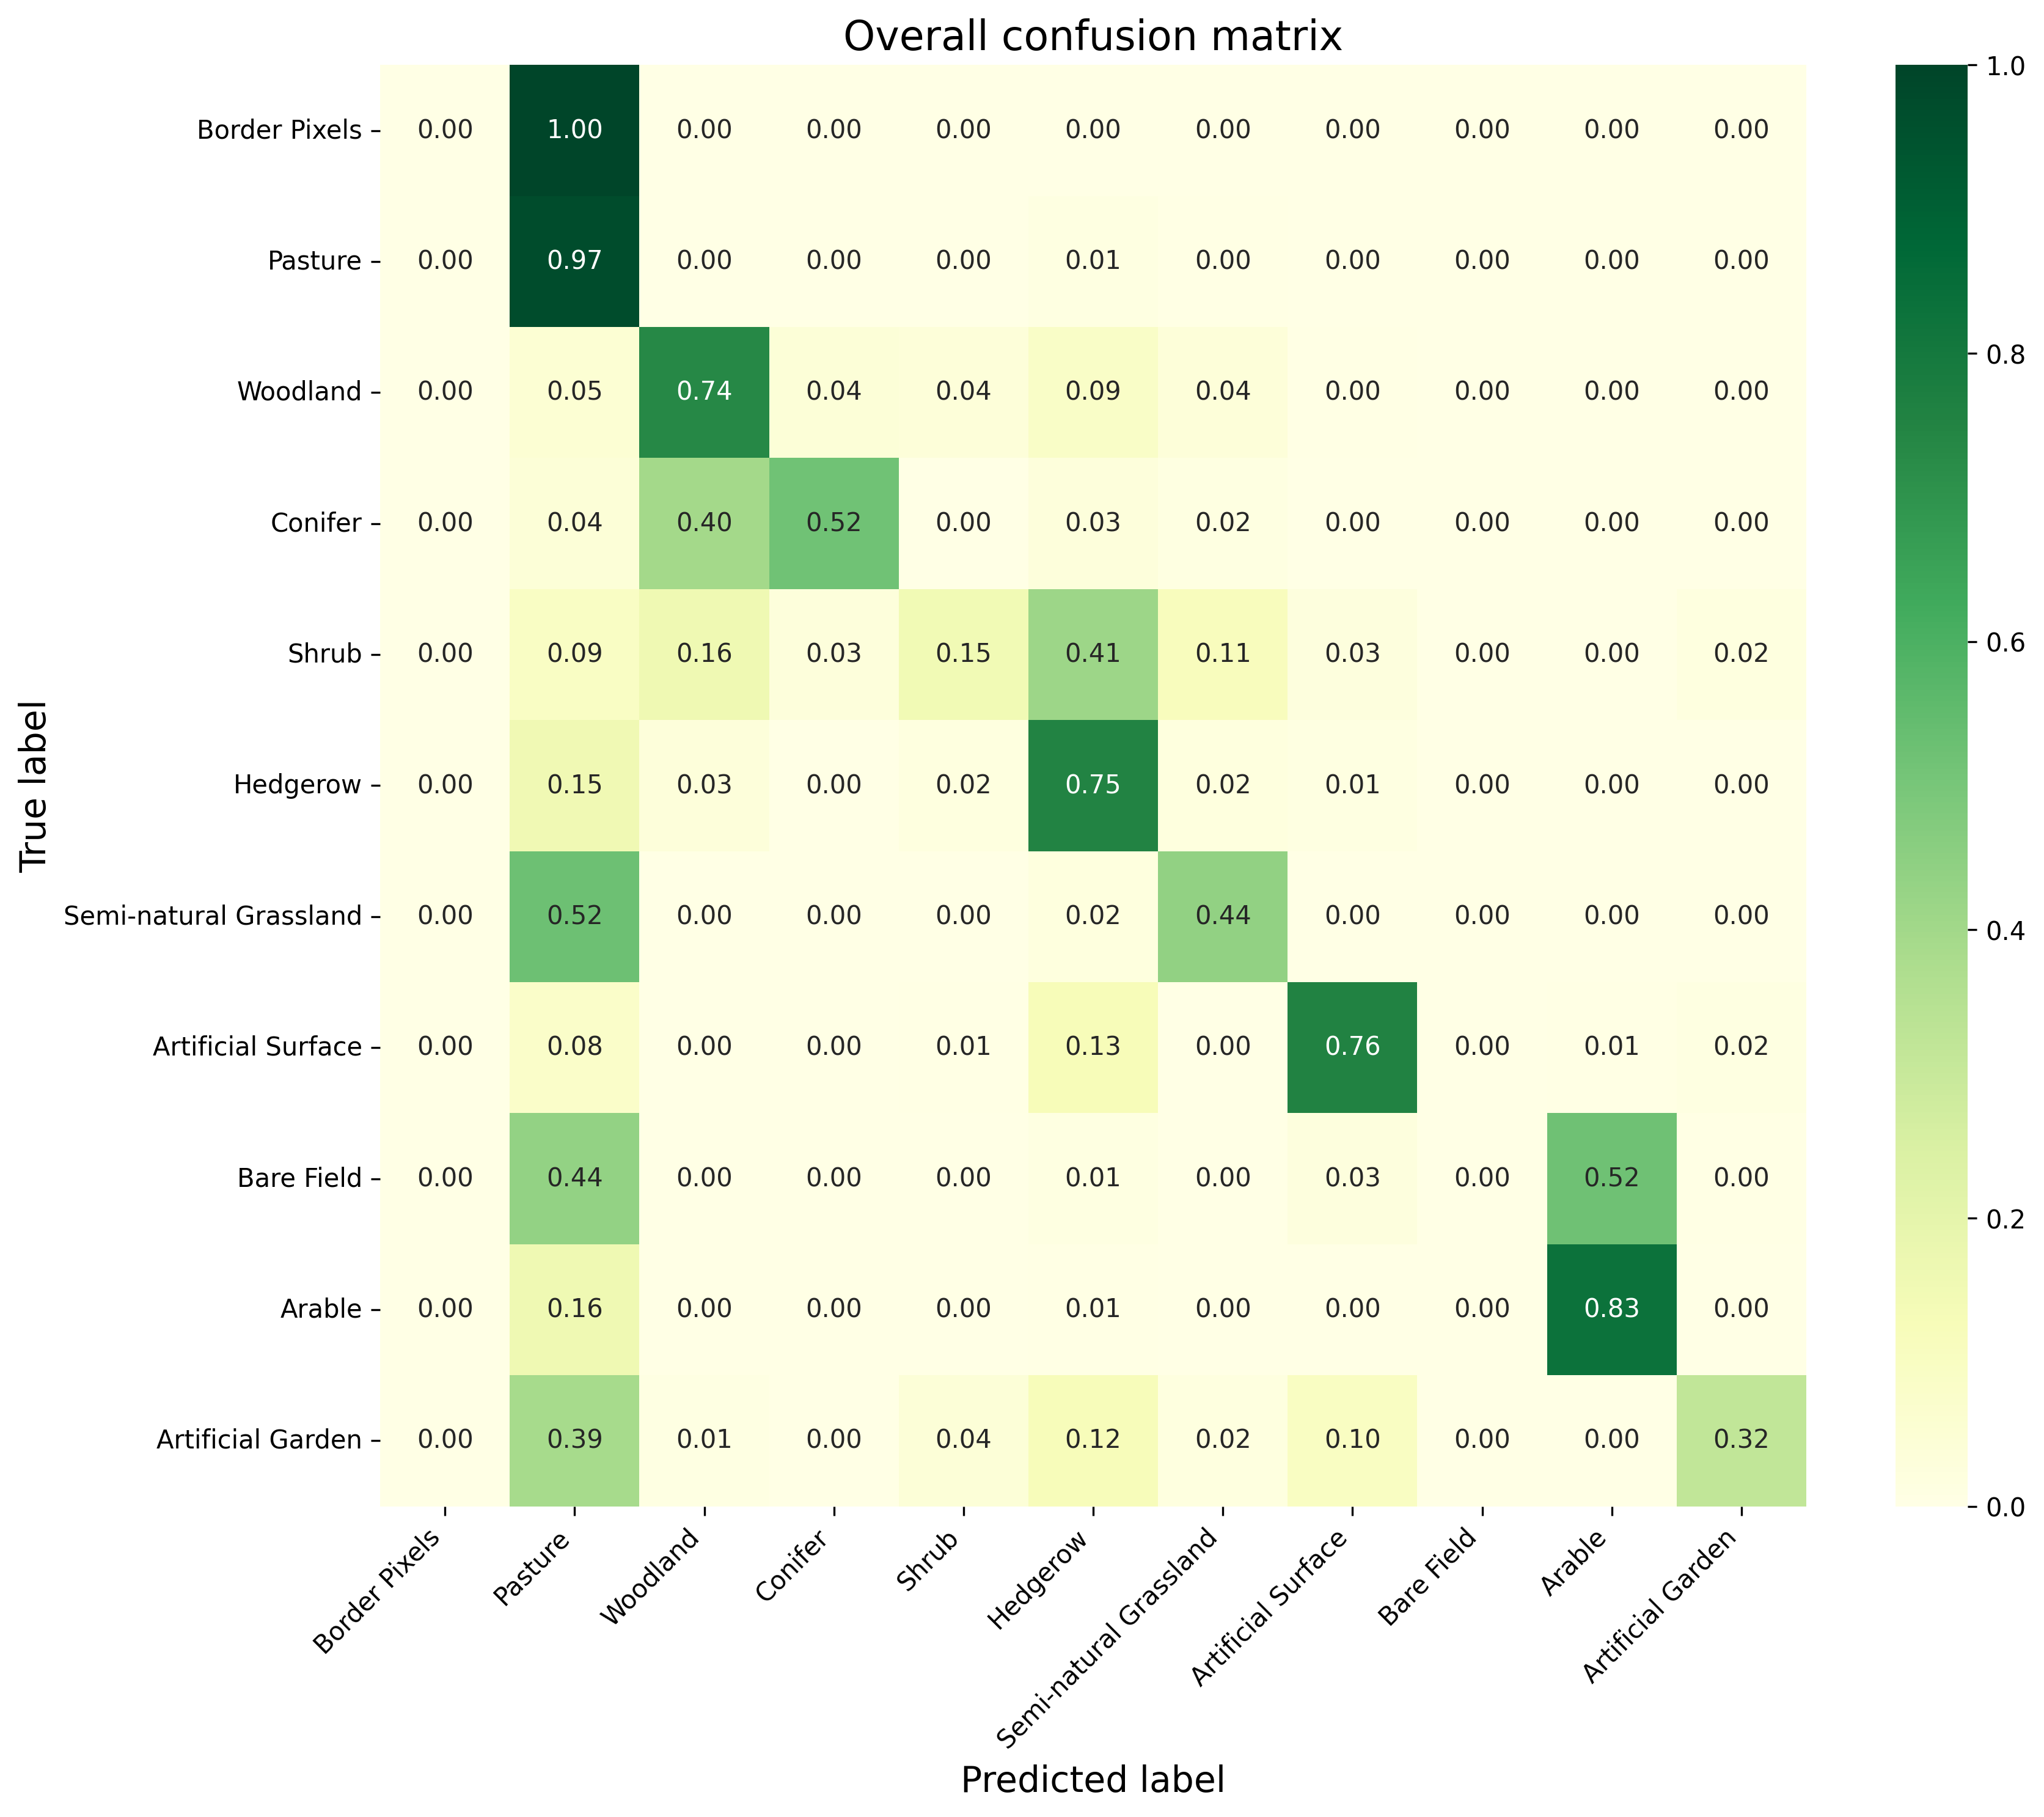 Overall confusion matrix
True label
Border Pixels 0.00 1.00 0.00 0.00 0.00 0.00 0.00 0.00 0.00 0.00 0.00
Pasture 0.00 0.97 0.00 0.00 0.00 0.01 0.00 0.00 0.00 0.00 0.00
Woodland 0.00 0.05 0.74 0.04 0.04 0.09 0.04 0.00 0.00 0.00 0.00
Conifer 0.00 0.04 0.40 0.52 0.00 0.03 0.02 0.00 0.00 0.00 0.00
Shrub 0.00 0.09 0.16 0.03 0.15 0.41 0.11 0.03 0.00 0.00 0.02
Hedgerow 0.00 0.15 0.03 0.00 0.02 0.75 0.02 0.01 0.00 0.00 0.00
Semi-natural Grassland 0.00 0.52 0.00 0.00 0.00 0.02 0.44 0.00 0.00 0.00 0.00
Artificial Surface 0.00 0.08 0.00 0.00 0.01 0.13 0.00 0.76 0.00 0.01 0.02
Bare Field 0.00 0.44 0.00 0.00 0.00 0.01 0.00 0.03 0.00 0.52 0.00
Arable 0.00 0.16 0.00 0.00 0.00 0.01 0.00 0.00 0.00 0.83 0.00
Artificial Garden 0.00 0.39 0.01 0.00 0.04 0.12 0.02 0.10 0.00 0.00 0.32
Border Pixels
Pasture
Woodland
Conifer
Shrub
Hedgerow
Semi-natural Grassland
Artificial Surface
Bare Field
Arable
Artificial Garden
Predicted label
1.0
0.8
0.6
0.4
0.2
0.0